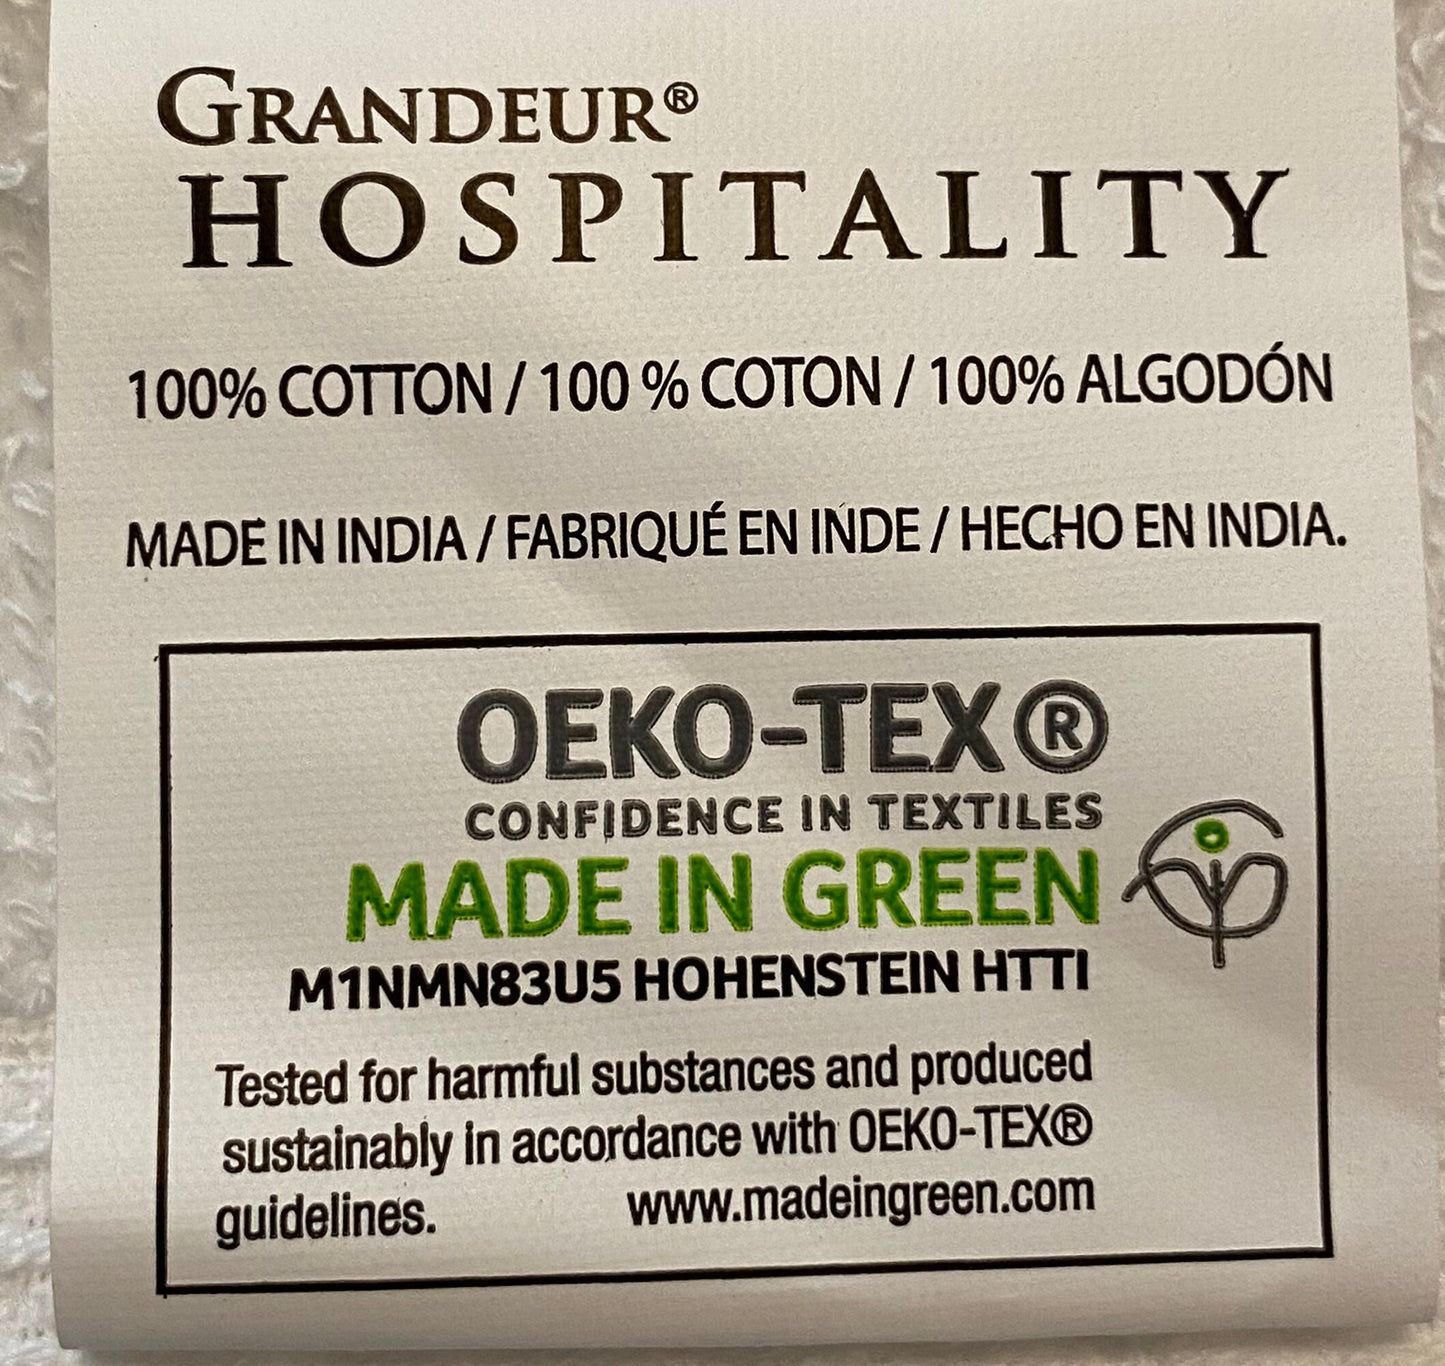 GRANDEUR®
HOSPITALITY
100% COTTON / 100 % COTON / 100% ALGODÓN
MADE IN INDIA / FABRIQUÉ EN INDE / HECHO EN INDIA.
OEKO-TEX®
CONFIDENCE IN TEXTILES
MADE IN GREEN
M1NMN83U5 HOHENSTEIN HTTI
Tested for harmful substances and produced
sustainably in accordance with OEKO-TEX®
guidelines. www.madeingreen.com